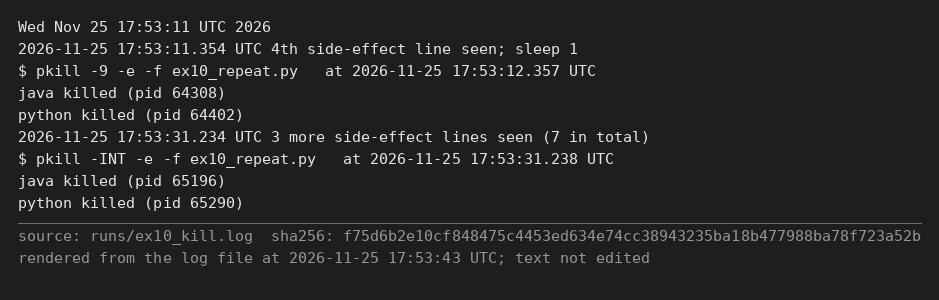 Wed Nov 25 17:53:11 UTC 2026
2026-11-25 17:53:11.354 UTC 4th side-effect line seen; sleep 1
$ pkill -9 -e -f ex10_repeat.py   at 2026-11-25 17:53:12.357 UTC
java killed (pid 64308)
python killed (pid 64402)
2026-11-25 17:53:31.234 UTC 3 more side-effect lines seen (7 in total)
$ pkill -INT -e -f ex10_repeat.py   at 2026-11-25 17:53:31.238 UTC
java killed (pid 65196)
python killed (pid 65290)
source: runs/ex10_kill.log  sha256: f75d6b2e10cf848475c4453ed634e74cc38943235ba18b477988ba78f723a52b
rendered from the log file at 2026-11-25 17:53:43 UTC; text not edited